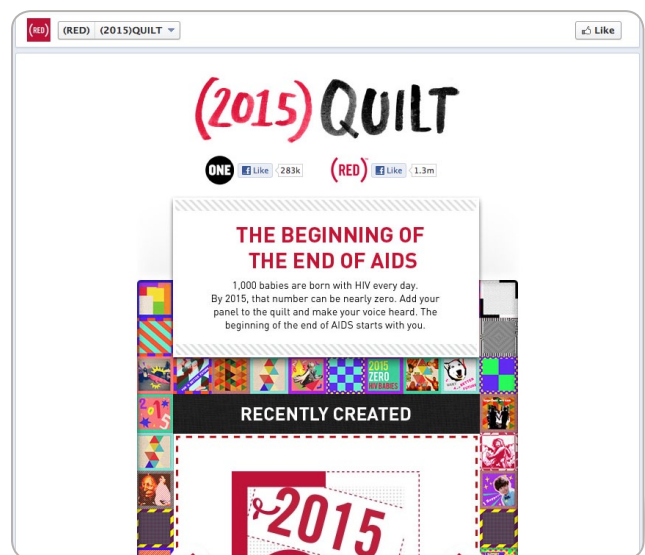 (RED) (RED) (2015)QUILT Like
(2015) QUILT
ONE Like 283k (RED) Like 1.3m
THE BEGINNING OF
THE END OF AIDS
1,000 babies are born with HIV every day.
By 2015, that number can be nearly zero. Add your
panel to the quilt and make your voice heard. The
beginning of the end of AIDS starts with you.
2015
ZERO
HIV BABIES
2015
RECENTLY CREATED
2015